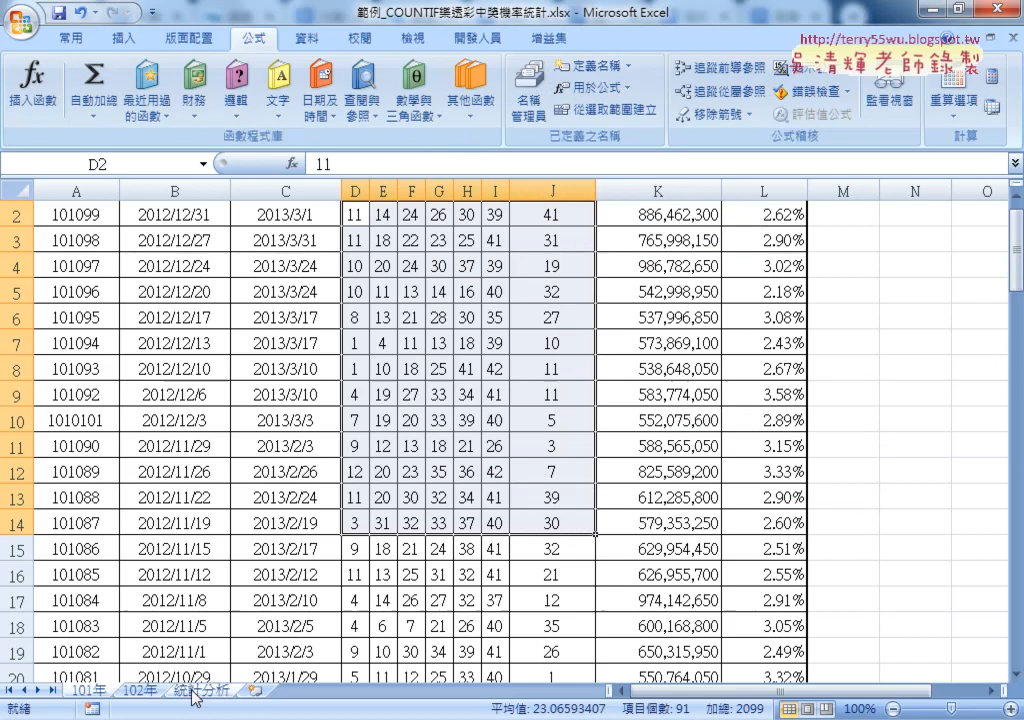 範例_COUNTIF樂透彩中獎機率統計.xlsx - Microsoft Excel
http://terry55wu.blogspot.tw
吳清輝老師錄製
常用 插入 版面配置 公式 資料 校閱 檢視 開發人員 增益集
插入函數 自動加總 最近用過的函數 財務 邏輯 文字 日期及時間 查閱與參照 數學與三角函數 其他函數
函數程式庫
名稱管理員 定義名稱 用於公式 從選取範圍建立
已定義之名稱
追蹤前導參照 追蹤從屬參照 移除箭號 錯誤檢查 評估值公式 監看視窗
公式稽核
重算選項
計算
D2 fx 11
A B C D E F G H I J K L M N O
2 101099 2012/12/31 2013/3/1 11 14 24 26 30 39 41 886,462,300 2.62%
3 101098 2012/12/27 2013/3/31 11 18 22 23 25 41 31 765,998,150 2.90%
4 101097 2012/12/24 2013/3/24 10 20 24 30 37 39 19 986,782,650 3.02%
5 101096 2012/12/20 2013/3/24 10 11 13 14 16 40 32 542,998,950 2.18%
6 101095 2012/12/17 2013/3/17 8 13 21 28 30 35 27 537,996,850 3.08%
7 101094 2012/12/13 2013/3/17 1 4 11 13 18 39 10 573,869,100 2.43%
8 101093 2012/12/10 2013/3/10 1 10 18 25 41 42 11 538,648,050 2.67%
9 101092 2012/12/6 2013/3/10 4 19 27 33 34 41 11 583,774,050 3.58%
10 1010101 2012/12/3 2013/3/3 7 19 20 33 39 40 5 552,075,600 2.89%
11 101090 2012/11/29 2013/2/3 9 12 13 18 21 26 3 588,565,050 3.15%
12 101089 2012/11/26 2013/2/26 12 20 23 35 36 42 7 825,589,200 3.33%
13 101088 2012/11/22 2013/2/24 11 20 30 32 34 41 39 612,285,800 2.90%
14 101087 2012/11/19 2013/2/19 3 31 32 33 37 40 30 579,353,250 2.60%
15 101086 2012/11/15 2013/2/17 9 18 21 24 38 41 32 629,954,450 2.51%
16 101085 2012/11/12 2013/2/12 11 13 25 31 32 41 21 626,955,700 2.55%
17 101084 2012/11/8 2013/2/10 4 14 26 27 32 37 12 974,142,650 2.91%
18 101083 2012/11/5 2013/2/5 4 6 7 21 26 40 35 600,168,800 3.05%
19 101082 2012/11/1 2013/2/3 9 10 30 34 39 41 26 650,315,950 2.49%
20 101081 2012/10/29 2013/1/29 5 11 12 25 33 40 1 550,764,050 3.32%
101年 102年 統計分析
就緒 平均值: 23.06593407 項目個數: 91 加總: 2099 100%